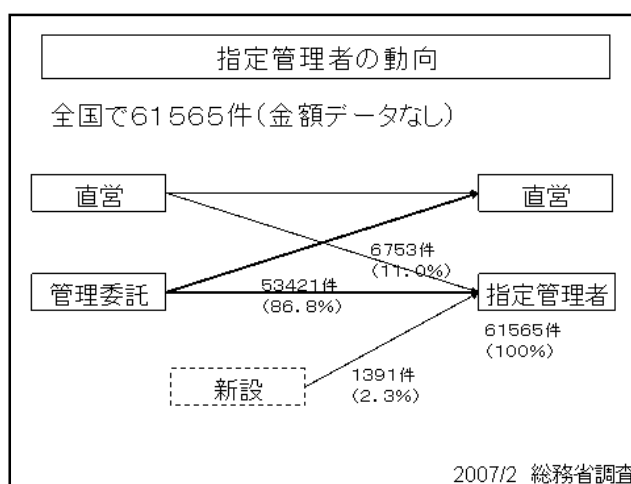 指定管理者の動向
全国で61565件(金額データなし)
直営
直営
6753件
(11.0%)
管理委託
53421件
(86.8%)
指定管理者
61565件
(100%)
新設
1391件
(2.3%)
2007/2 総務省調査